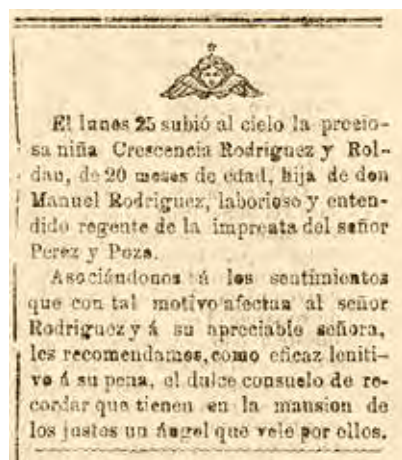 El lunes 25 subió al cielo la precio-
sa niña Crescencia Rodriguez y Rol-
dan, de 20 meses de edad, hija de don
Manuel Rodriguez, laborioso y enten-
dido regente de la imprenta del señor
Perez y Poza.
Asociándonos á los sentimientos
que con tal motivo afectan al señor
Rodriguez y á su apreciable señora,
les recomendamos, como eficaz leniti-
vo á su pena, el dulce consuelo de re-
cordar que tienen en la mansion de
los justos un ángel que vele por ellos.